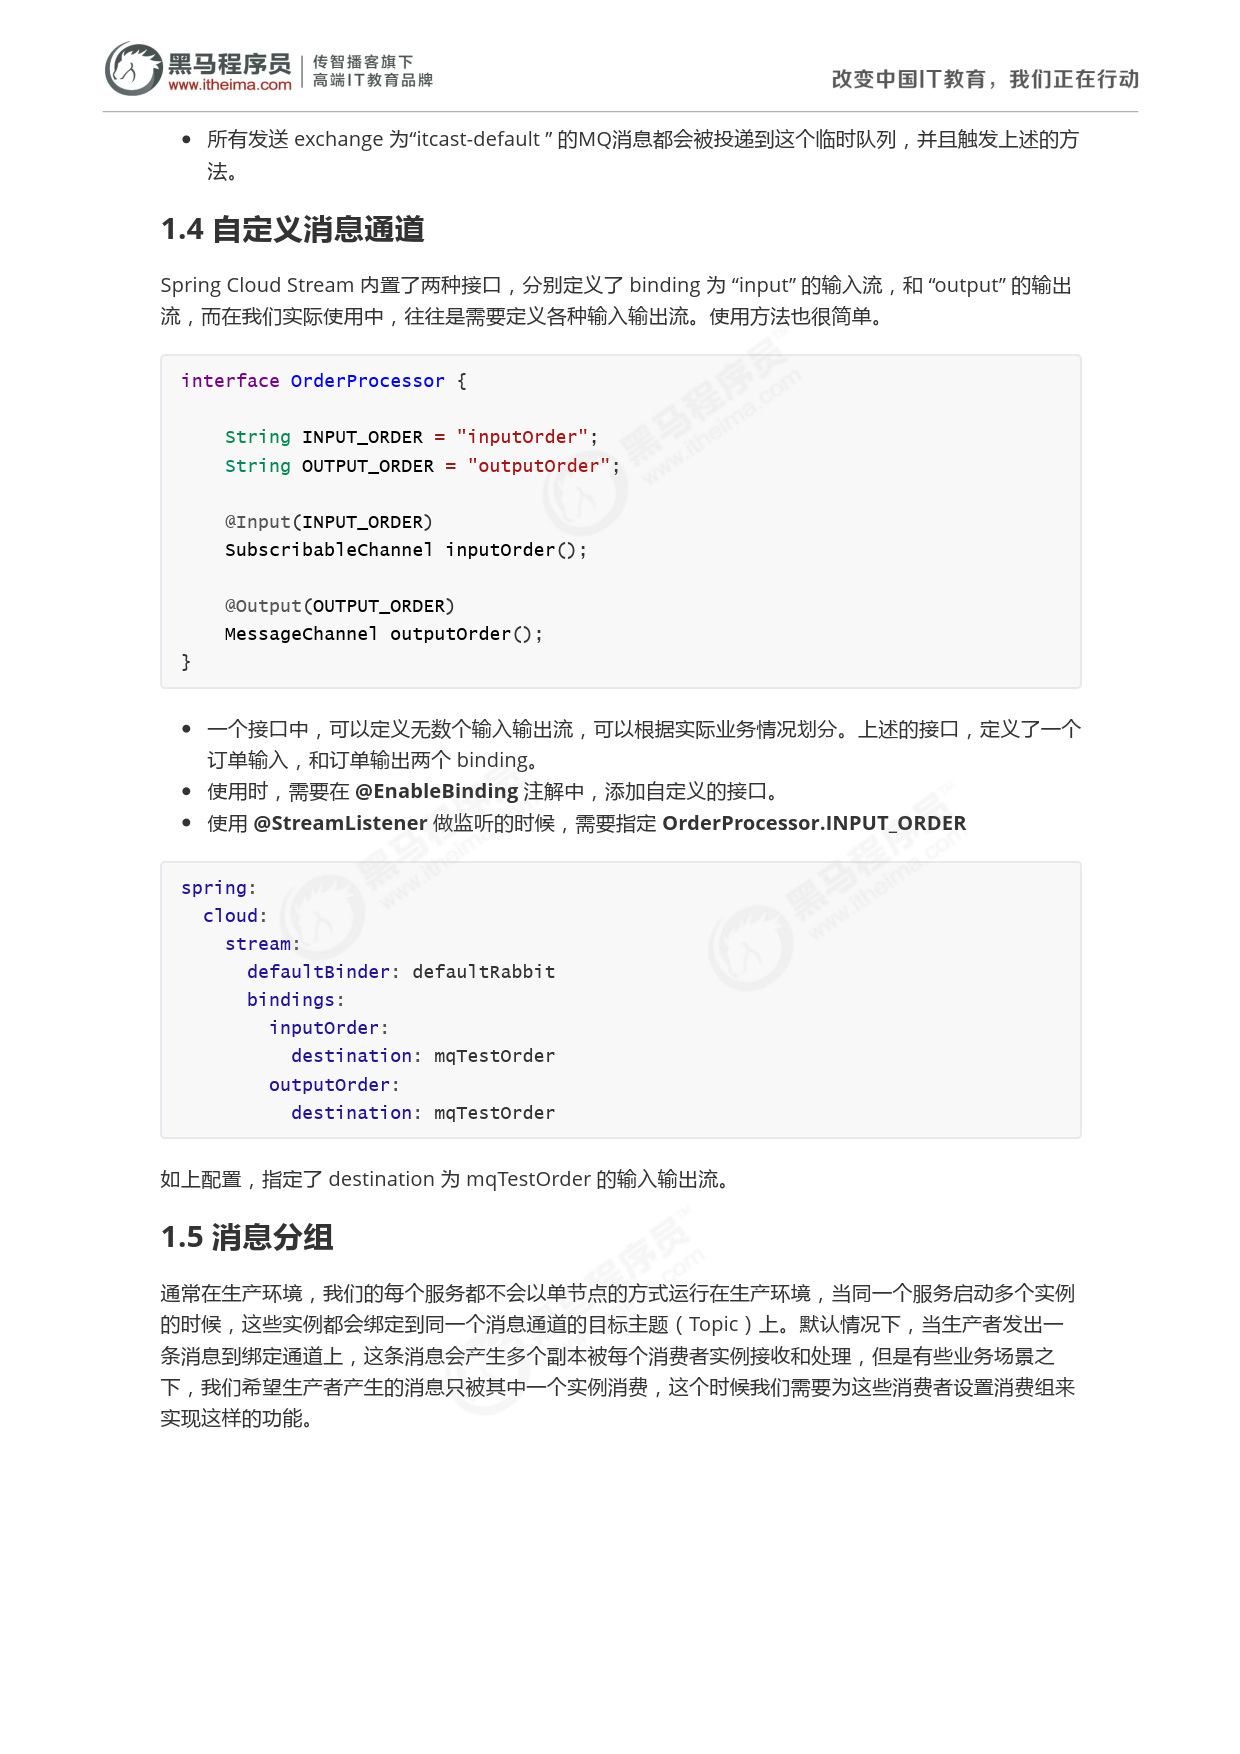 黑马程序员
www.itheima.com
传智播客旗下
高端IT教育品牌
改变中国IT教育，我们正在行动
所有发送 exchange 为“itcast-default ” 的MQ消息都会被投递到这个临时队列，并且触发上述的方
法。
1.4 自定义消息通道
Spring Cloud Stream 内置了两种接口，分别定义了 binding 为 “input” 的输入流，和 “output” 的输出
流，而在我们实际使用中，往往是需要定义各种输入输出流。使用方法也很简单。
interface OrderProcessor {
    String INPUT_ORDER = "inputOrder";
    String OUTPUT_ORDER = "outputOrder";
    @Input(INPUT_ORDER)
    SubscribableChannel inputOrder();
    @Output(OUTPUT_ORDER)
    MessageChannel outputOrder();
}
一个接口中，可以定义无数个输入输出流，可以根据实际业务情况划分。上述的接口，定义了一个
订单输入，和订单输出两个 binding。
使用时，需要在 @EnableBinding 注解中，添加自定义的接口。
使用 @StreamListener 做监听的时候，需要指定 OrderProcessor.INPUT_ORDER
spring:
  cloud:
    stream:
      defaultBinder: defaultRabbit
      bindings:
        inputOrder:
          destination: mqTestOrder
        outputOrder:
          destination: mqTestOrder
如上配置，指定了 destination 为 mqTestOrder 的输入输出流。
1.5 消息分组
通常在生产环境，我们的每个服务都不会以单节点的方式运行在生产环境，当同一个服务启动多个实例
的时候，这些实例都会绑定到同一个消息通道的目标主题（Topic）上。默认情况下，当生产者发出一
条消息到绑定通道上，这条消息会产生多个副本被每个消费者实例接收和处理，但是有些业务场景之
下，我们希望生产者产生的消息只被其中一个实例消费，这个时候我们需要为这些消费者设置消费组来
实现这样的功能。